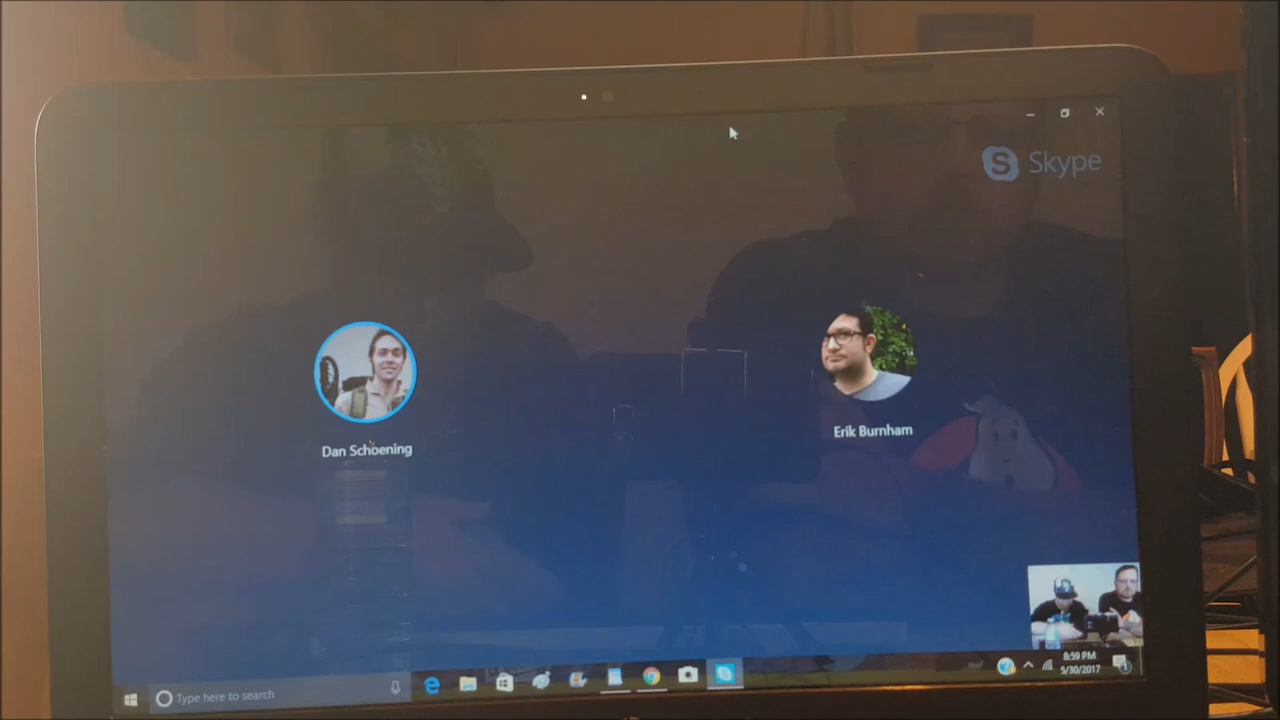 Skype
Dan Schoening
Erik Burnham
8:59 PM
5/30/2017
Type here to search